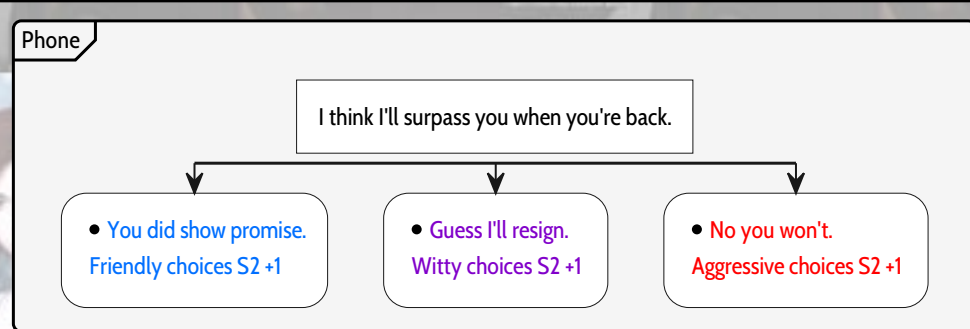 Phone
I think I'll surpass you when you're back.
• You did show promise.
Friendly choices S2 +1
• Guess I'll resign.
Witty choices S2 +1
• No you won't.
Aggressive choices S2 +1